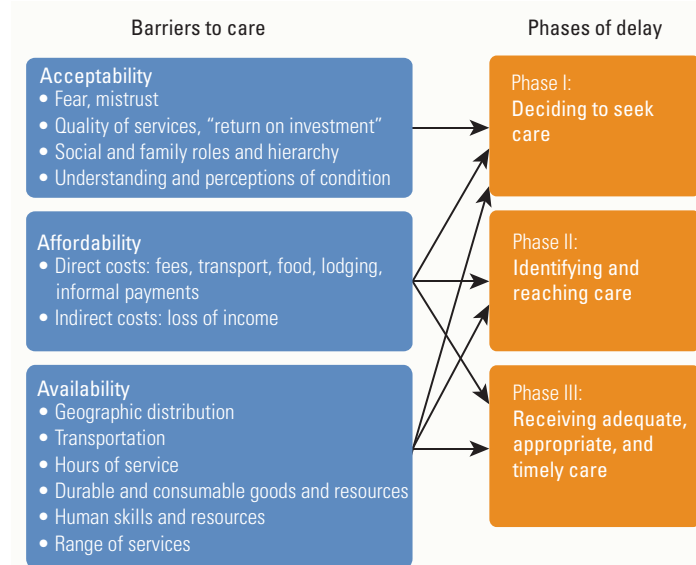 Barriers to care
Phases of delay
Acceptability
• Fear, mistrust
• Quality of services, “return on investment”
• Social and family roles and hierarchy
• Understanding and perceptions of condition
Affordability
• Direct costs: fees, transport, food, lodging,
informal payments
• Indirect costs: loss of income
Availability
• Geographic distribution
• Transportation
• Hours of service
• Durable and consumable goods and resources
• Human skills and resources
• Range of services
Phase I:
Deciding to seek
care
Phase II:
Identifying and
reaching care
Phase III:
Receiving adequate,
appropriate, and
timely care